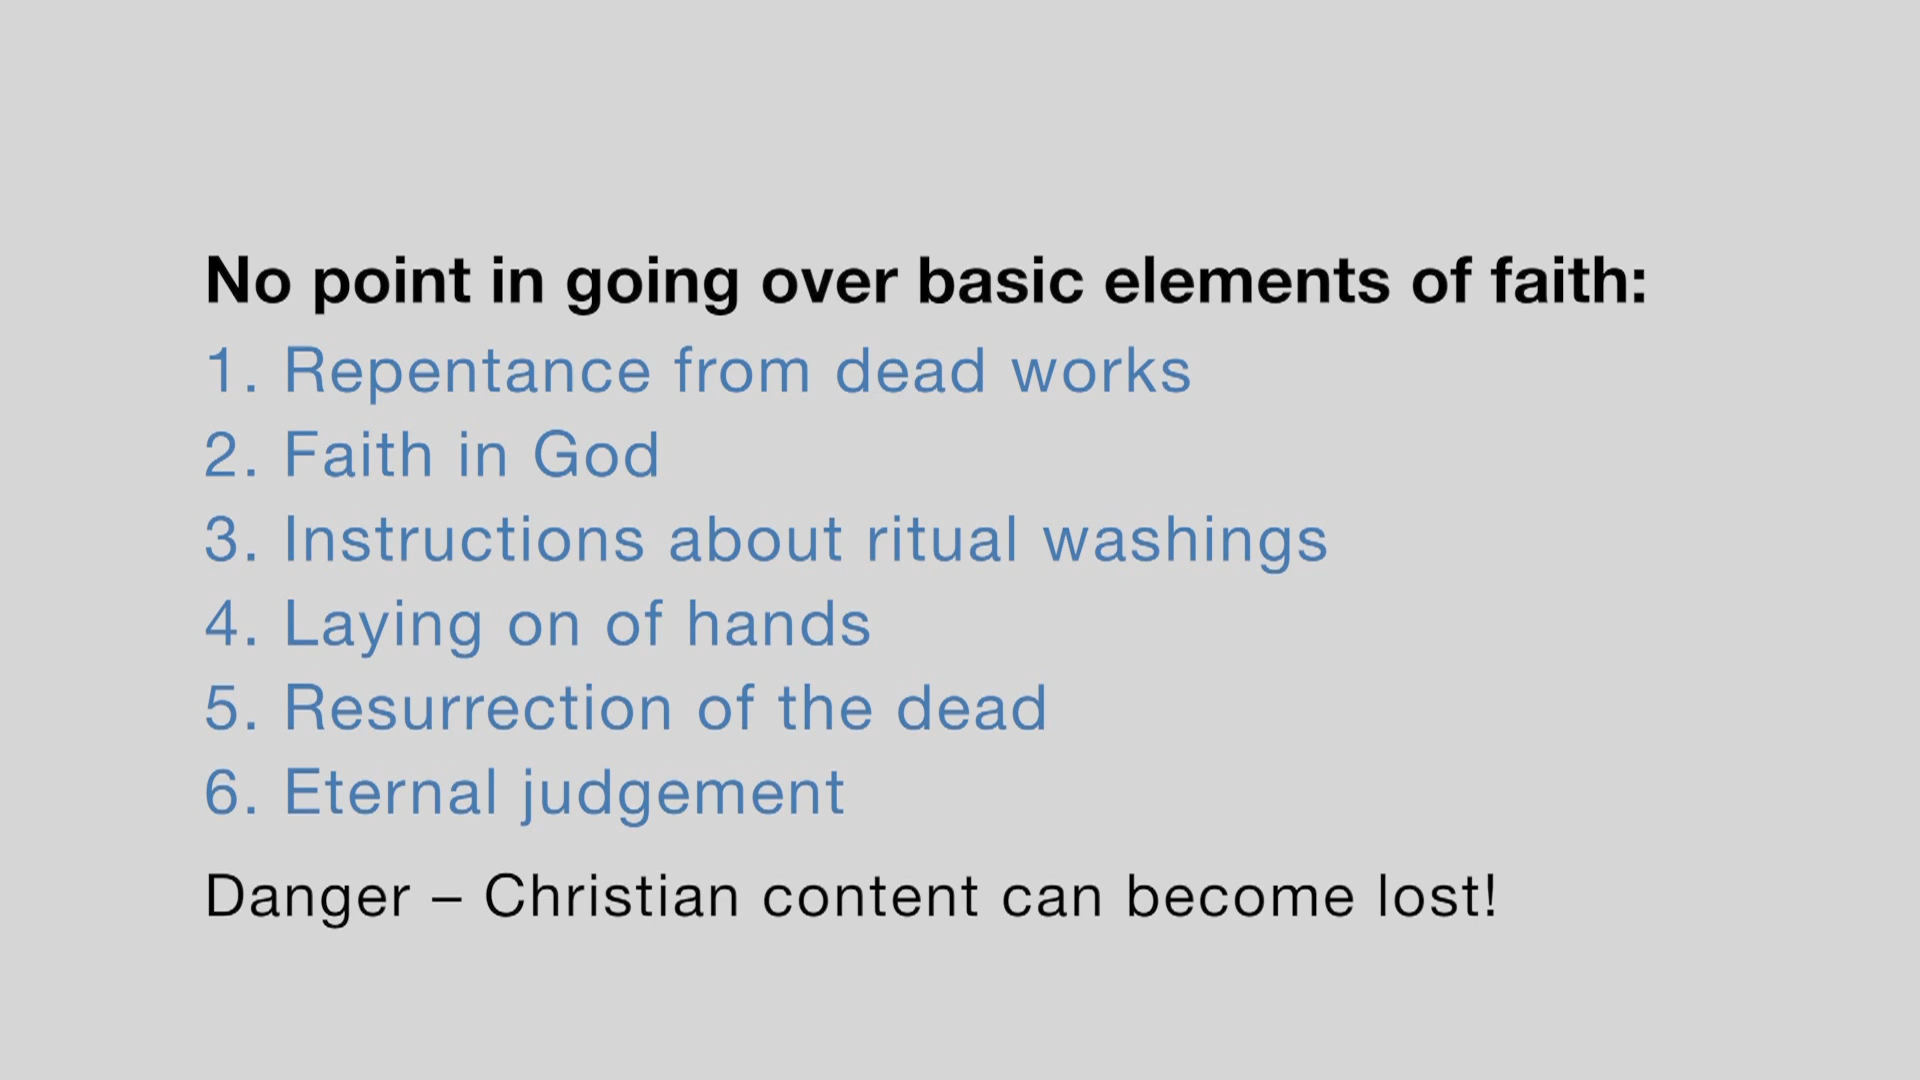 No point in going over basic elements of faith:
1. Repentance from dead works
2. Faith in God
3. Instructions about ritual washings
4. Laying on of hands
5. Resurrection of the dead
6. Eternal judgement
Danger – Christian content can become lost!